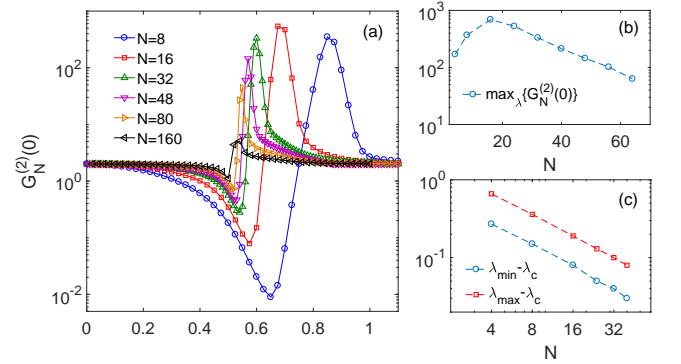 (a)
N=8
N=16
N=32
N=48
N=80
N=160
G_N^{(2)}(0)
10^2
10^0
10^{-2}
0
0.2
0.4
0.6
0.8
1
(b)
10^3
10^2
10^1
max_λ{G_N^{(2)}(0)}
20
40
60
N
(c)
10^0
10^{-1}
λ_min-λ_c
λ_max-λ_c
4
8
16
32
N